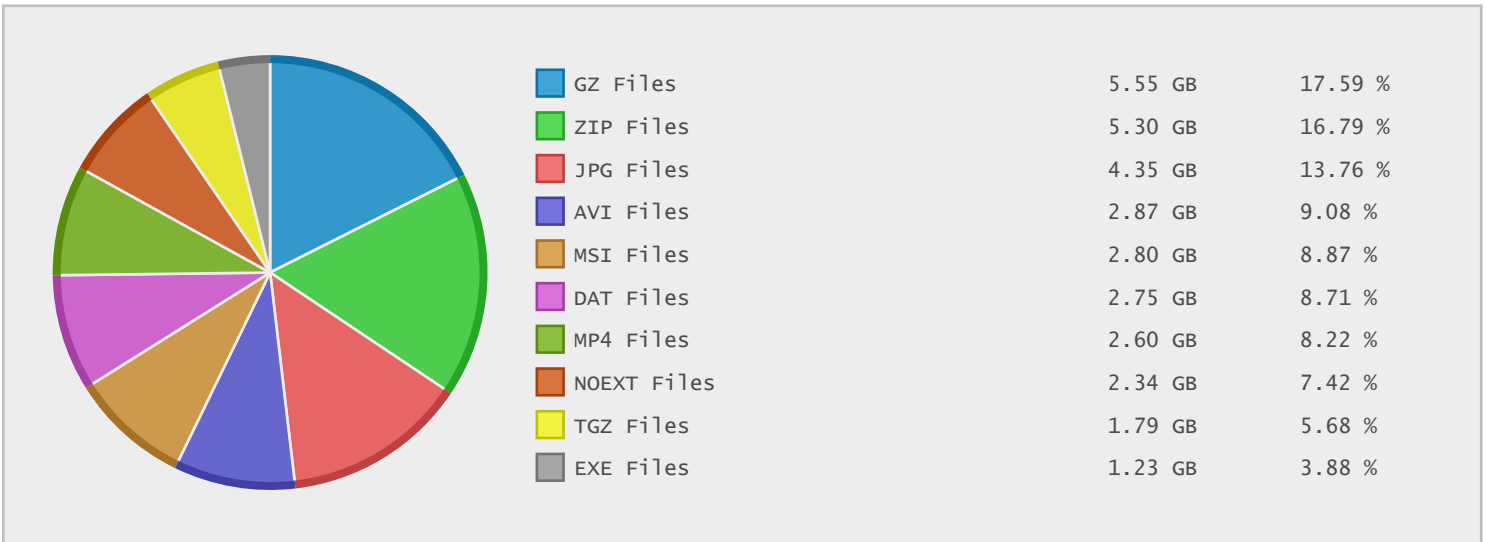 GZ Files 5.55 GB 17.59 %
ZIP Files 5.30 GB 16.79 %
JPG Files 4.35 GB 13.76 %
AVI Files 2.87 GB 9.08 %
MSI Files 2.80 GB 8.87 %
DAT Files 2.75 GB 8.71 %
MP4 Files 2.60 GB 8.22 %
NOEXT Files 2.34 GB 7.42 %
TGZ Files 1.79 GB 5.68 %
EXE Files 1.23 GB 3.88 %